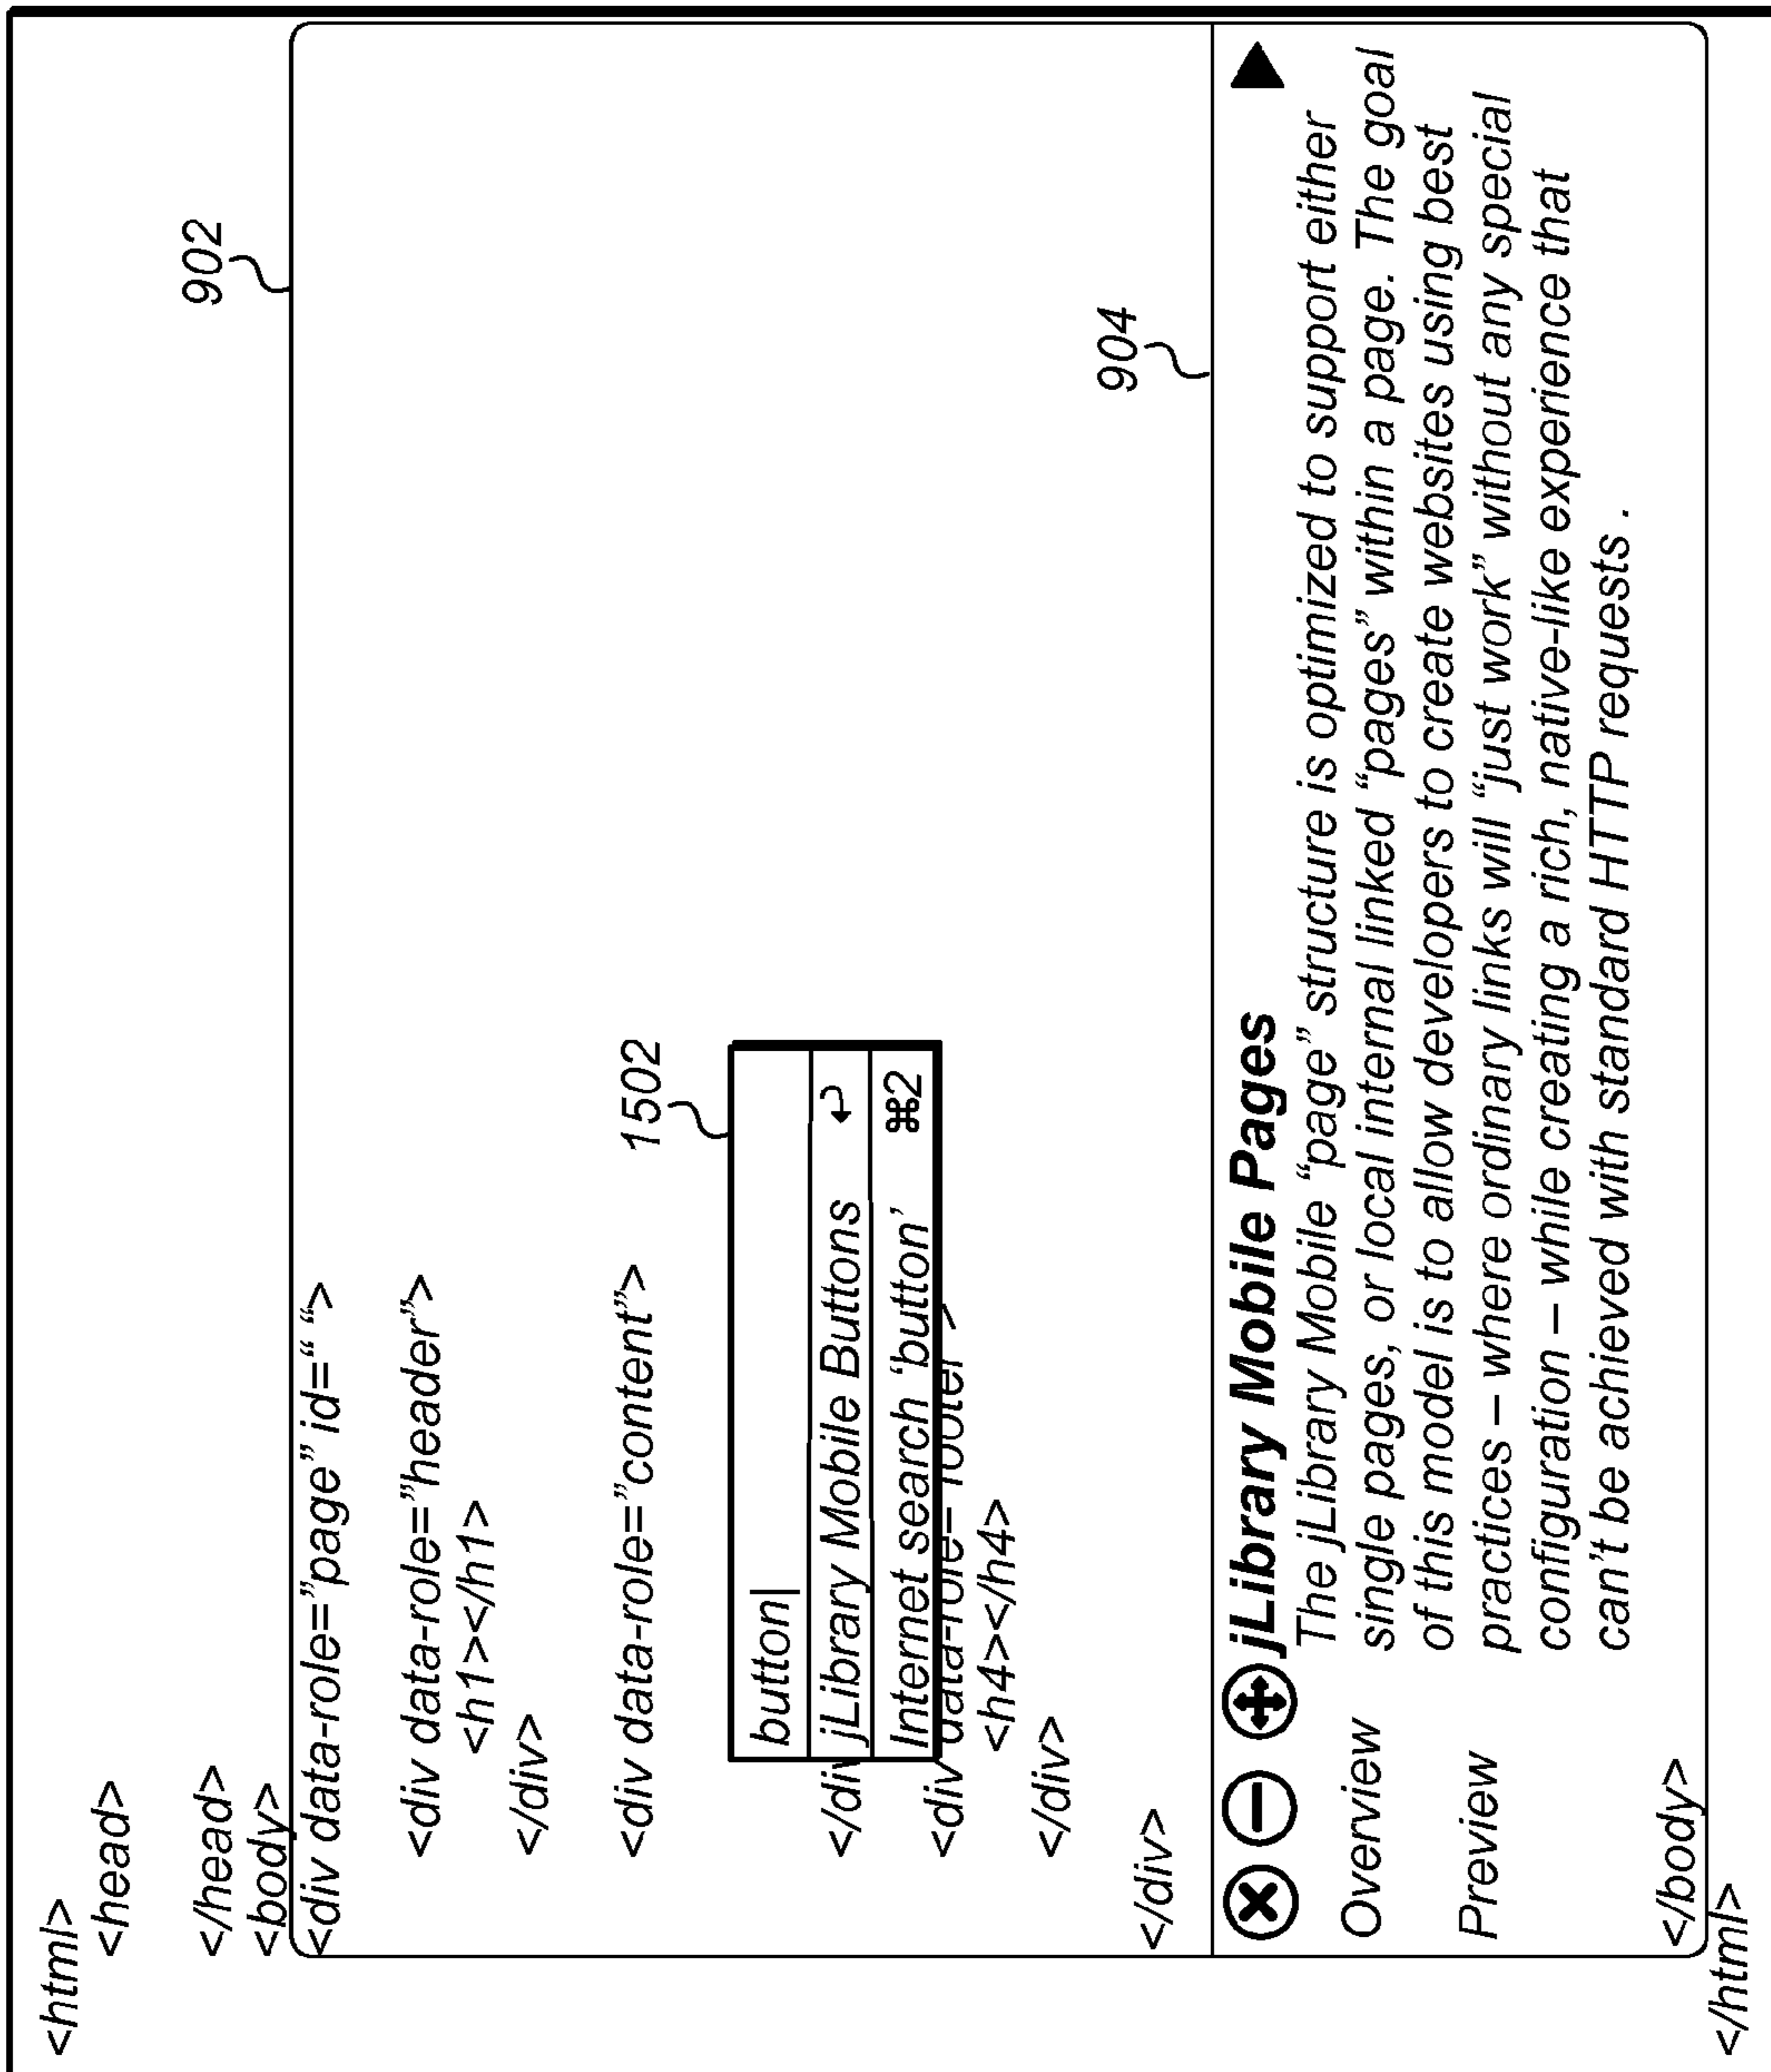 <html>
<head>
</head>
<body>
902
<div data-role=”page” id=“ “>
<div data-role=”header”>
<h1></h1>
</div>
<div data-role=”content”>
1502
button
jLibrary Mobile Buttons ↵
Internet search ‘button’ ⌘2
</div
<div data-role=
<h4></h4>
</div>
</div>
904
jLibrary Mobile Pages
Overview
Preview
The jLibrary Mobile “page” structure is optimized to support either
single pages, or local internal linked “pages” within a page. The goal
of this model is to allow developers to create websites using best
practices – where ordinary links will “just work” without any special
configuration – while creating a rich, native-like experience that
can’t be achieved with standard HTTP requests .
</body>
</html>